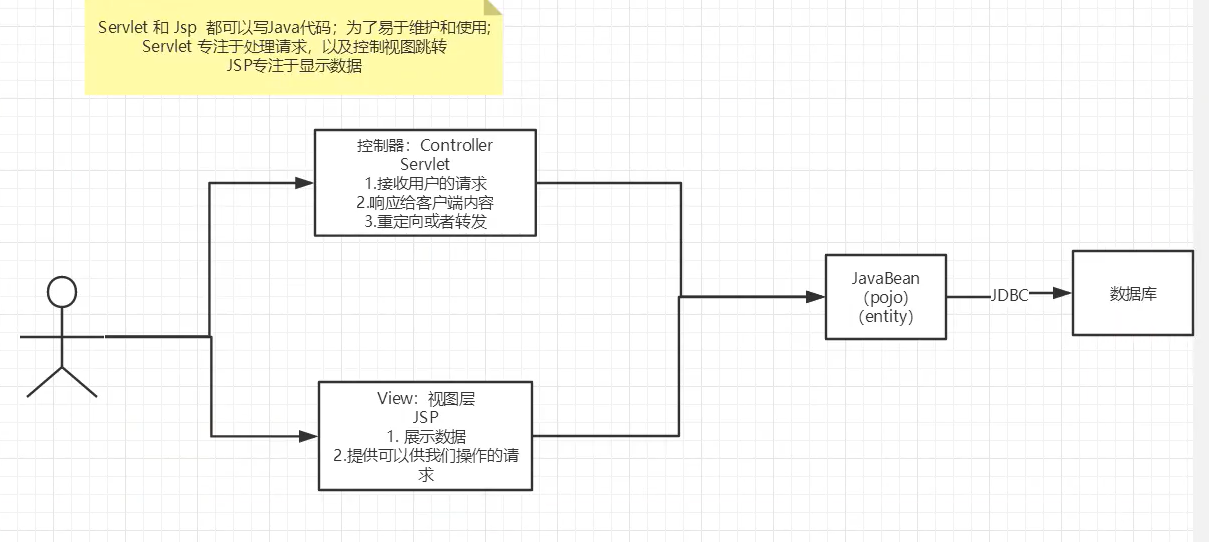 Servlet 和 Jsp 都可以写Java代码；为了易于维护和使用;
Servlet 专注于处理请求，以及控制视图跳转
JSP专注于显示数据
控制器：Controller
Servlet
1.接收用户的请求
2.响应给客户端内容
3.重定向或者转发
JavaBean
（pojo）
（entity）
JDBC
数据库
View：视图层
JSP
1. 展示数据
2.提供可以供我们操作的请
求